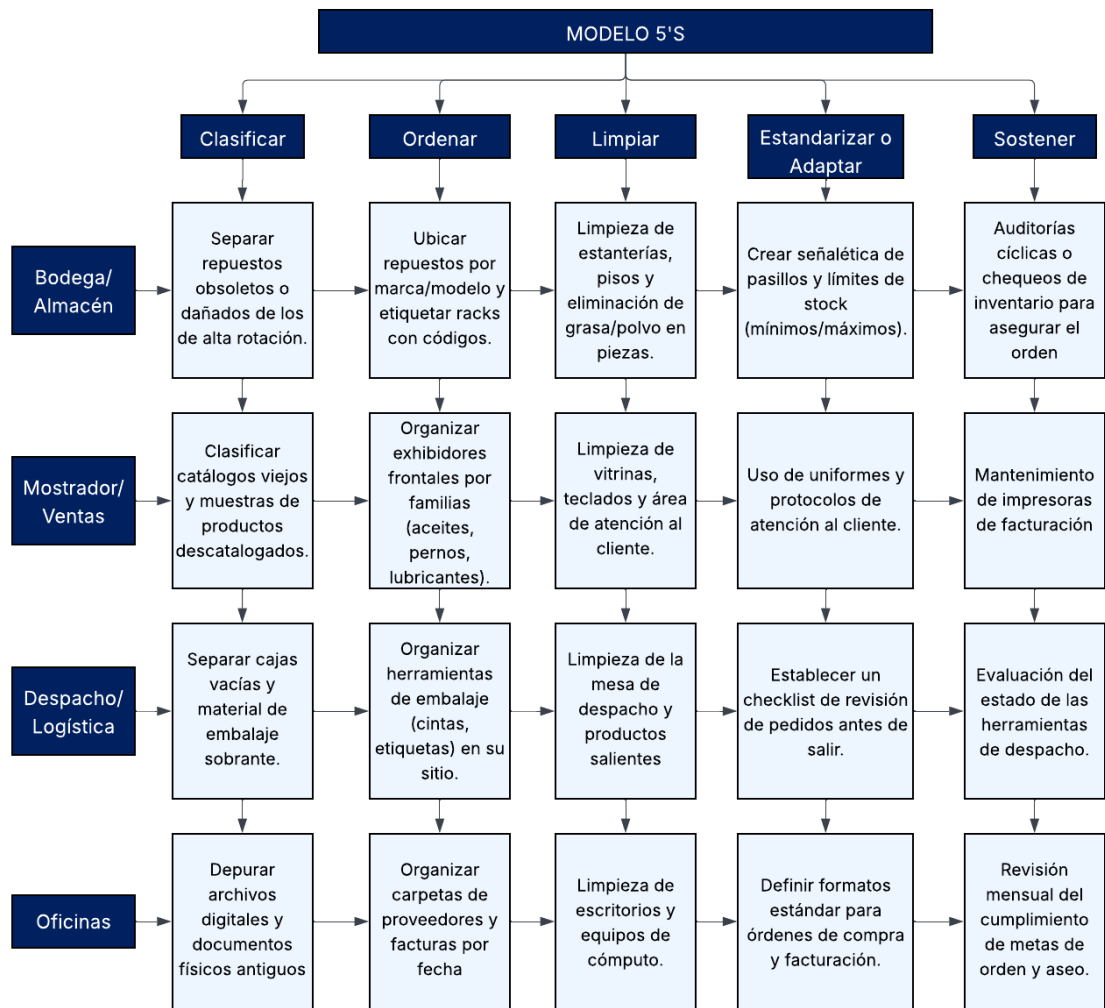 MODELO 5'S
Clasificar
Ordenar
Limpiar
Estandarizar o
Adaptar
Sostener
Bodega/
Almacén
Separar
repuestos
obsoletos o
dañados de los
de alta rotación.
Ubicar
repuestos por
marca/modelo y
etiquetar racks
con códigos.
Limpieza de
estanterías,
pisos y
eliminación de
grasa/polvo en
piezas.
Crear señalética de
pasillos y límites de
stock
(mínimos/máximos).
Auditorías
cíclicas o
chequeos de
inventario para
asegurar el
orden
Mostrador/
Ventas
Clasificar
catálogos viejos
y muestras de
productos
descatalogados.
Organizar
exhibidores
frontales por
familias
(aceites,
pernos,
lubricantes).
Limpieza de
vitrinas,
teclados y área
de atención al
cliente.
Uso de uniformes y
protocolos de
atención al cliente.
Mantenimiento
de impresoras
de facturación
Despacho/
Logística
Separar cajas
vacías y
material de
embalaje
sobrante.
Organizar
herramientas
de embalaje
(cintas,
etiquetas) en su
sitio.
Limpieza de la
mesa de
despacho y
productos
salientes
Establecer un
checklist de revisión
de pedidos antes de
salir.
Evaluación del
estado de las
herramientas
de despacho.
Oficinas
Depurar
archivos
digitales y
documentos
físicos antiguos
Organizar
carpetas de
proveedores y
facturas por
fecha
Limpieza de
escritorios y
equipos de
cómputo.
Definir formatos
estándar para
órdenes de compra
y facturación.
Revisión
mensual del
cumplimiento
de metas de
orden y aseo.